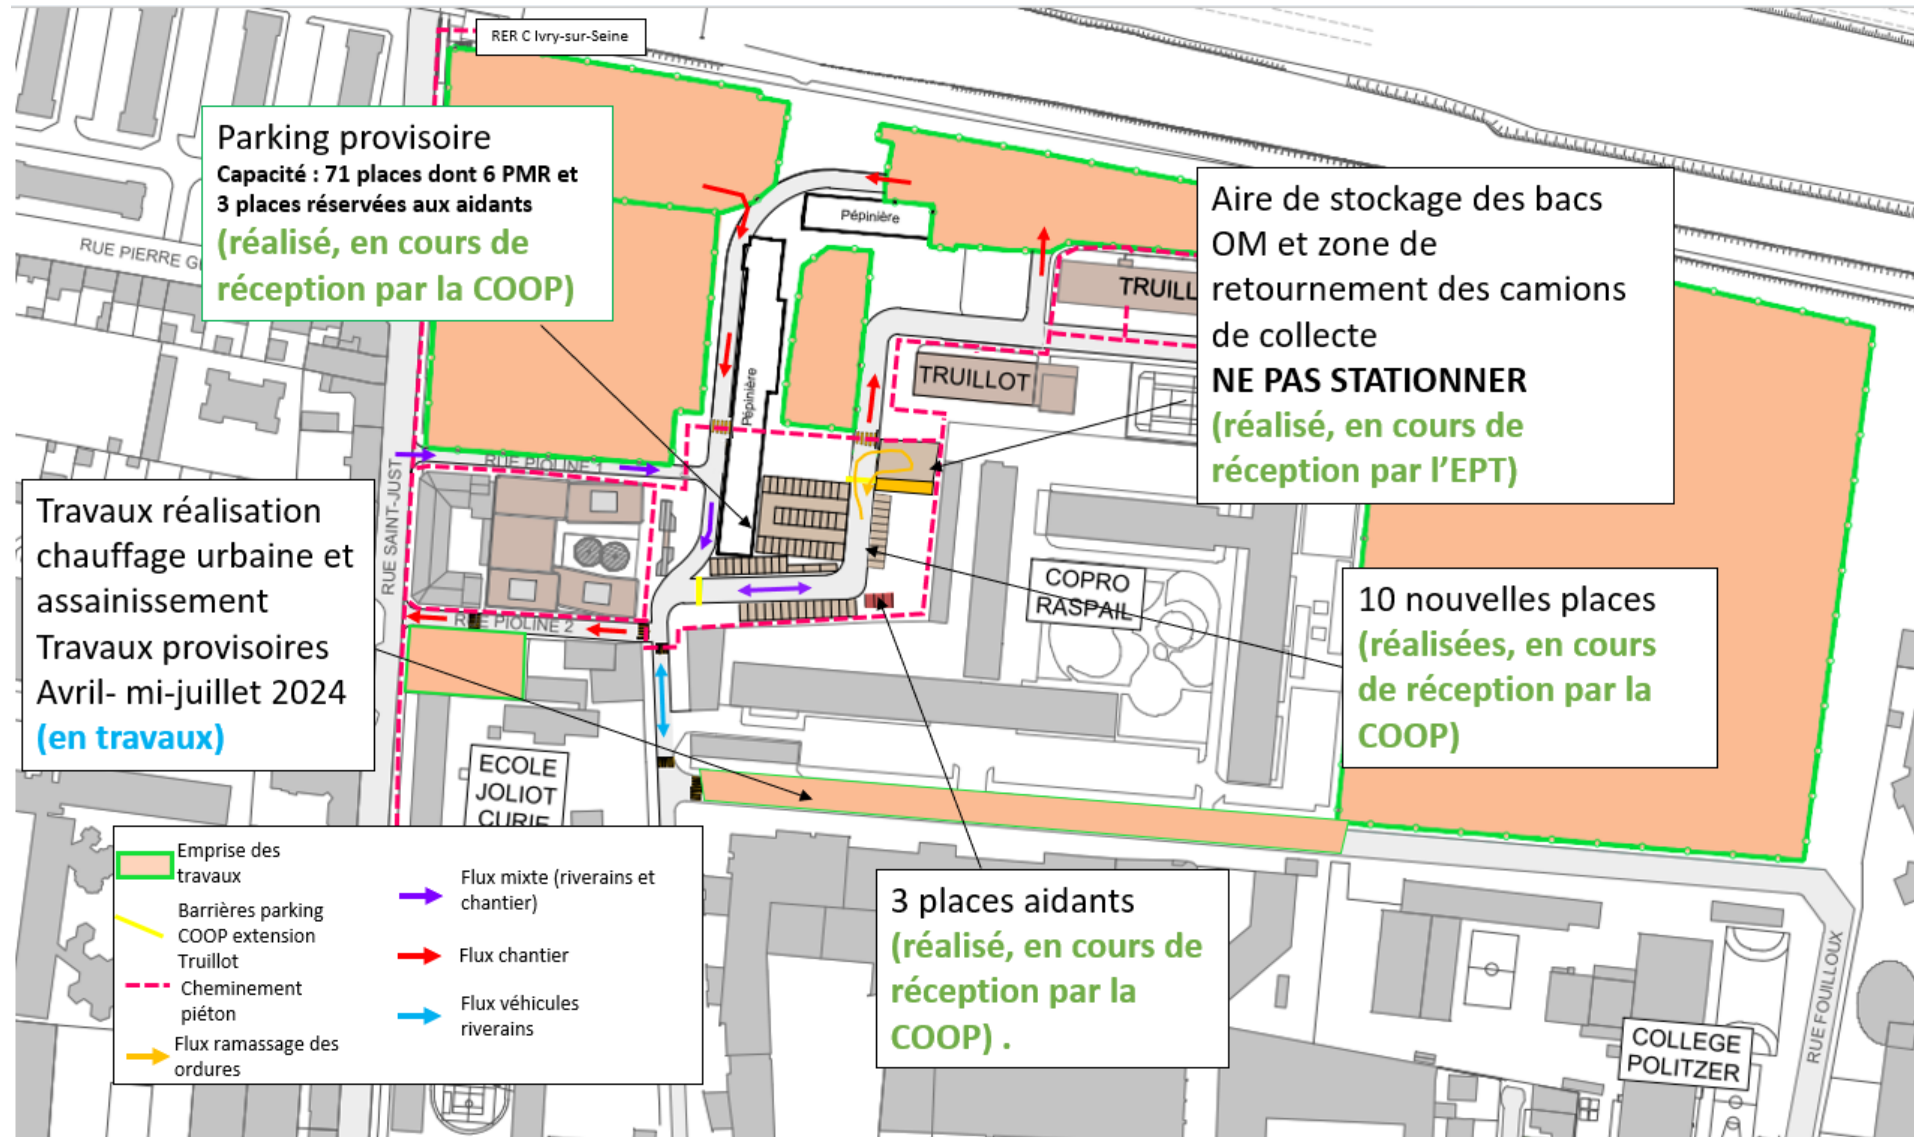 RER C Ivry-sur-Seine
Parking provisoire
Capacité : 71 places dont 6 PMR et
3 places réservées aux aidants
(réalisé, en cours de
réception par la COOP)
Aire de stockage des bacs
OM et zone de
retournement des camions
de collecte
NE PAS STATIONNER
(réalisé, en cours de
réception par l’EPT)
Pépinière
RUE PIERRE G
TRUILL
TRUILLOT
Pépinière
RUE PIOLINE 1
RUE SAINT-JUST
Travaux réalisation
chauffage urbaine et
assainissement
Travaux provisoires
Avril- mi-juillet 2024
(en travaux)
COPRO
RASPAIL
10 nouvelles places
(réalisées, en cours
de réception par la
COOP)
RUE PIOLINE 2
ECOLE
JOLIOT
CURIE
Emprise des
travaux
Barrières parking
COOP extension
Truillot
Cheminement
piéton
Flux ramassage des
ordures
Flux mixte (riverains et
chantier)
Flux chantier
Flux véhicules
riverains
3 places aidants
(réalisé, en cours de
réception par la
COOP) .
RUE FOUILLOUX
COLLEGE
POLITZER